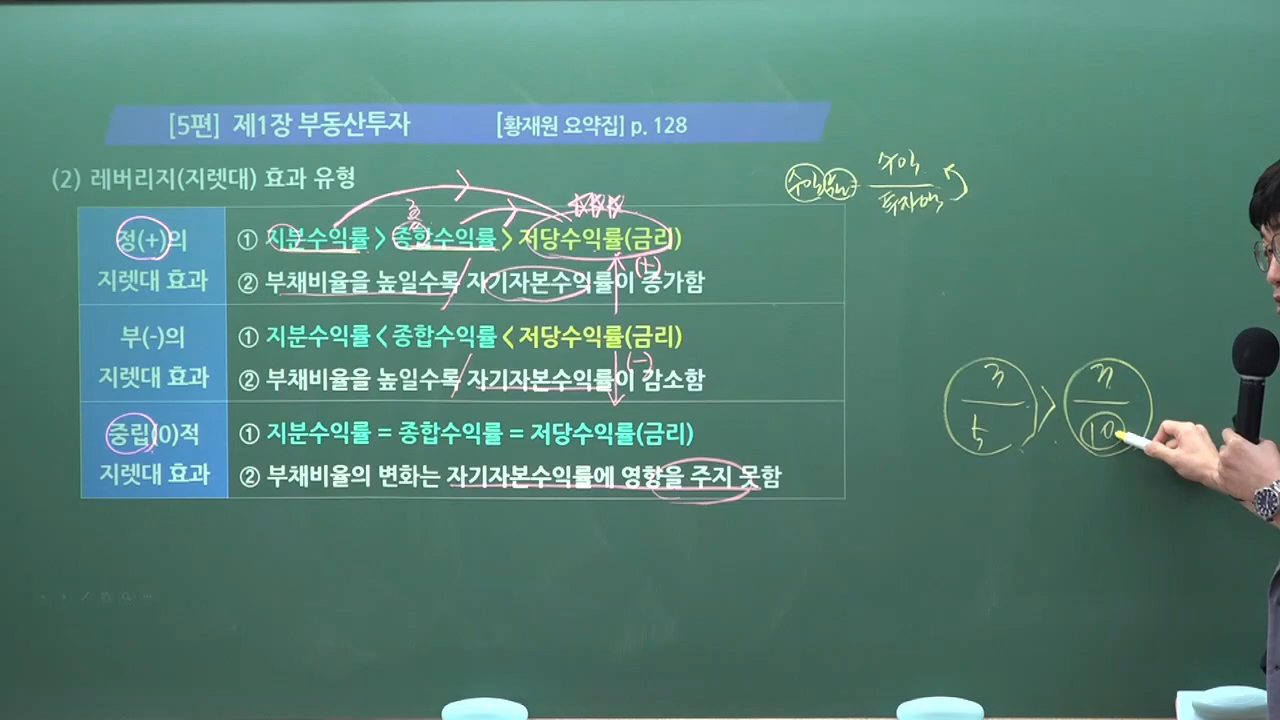 [5편] 제1장 부동산투자 [황재원 요약집] p. 128
(2) 레버리지(지렛대) 효과 유형
정(+)의 지렛대 효과
① 지분수익률 > 종합수익률 > 저당수익률(금리)
② 부채비율을 높일수록 자기자본수익률이 증가함
(+)
부(-)의 지렛대 효과
① 지분수익률 < 종합수익률 < 저당수익률(금리)
② 부채비율을 높일수록 자기자본수익률이 감소함
(-)
중립(0)적 지렛대 효과
① 지분수익률 = 종합수익률 = 저당수익률(금리)
② 부채비율의 변화는 자기자본수익률에 영향을 주지 못함
수익
투자액
5
>
10